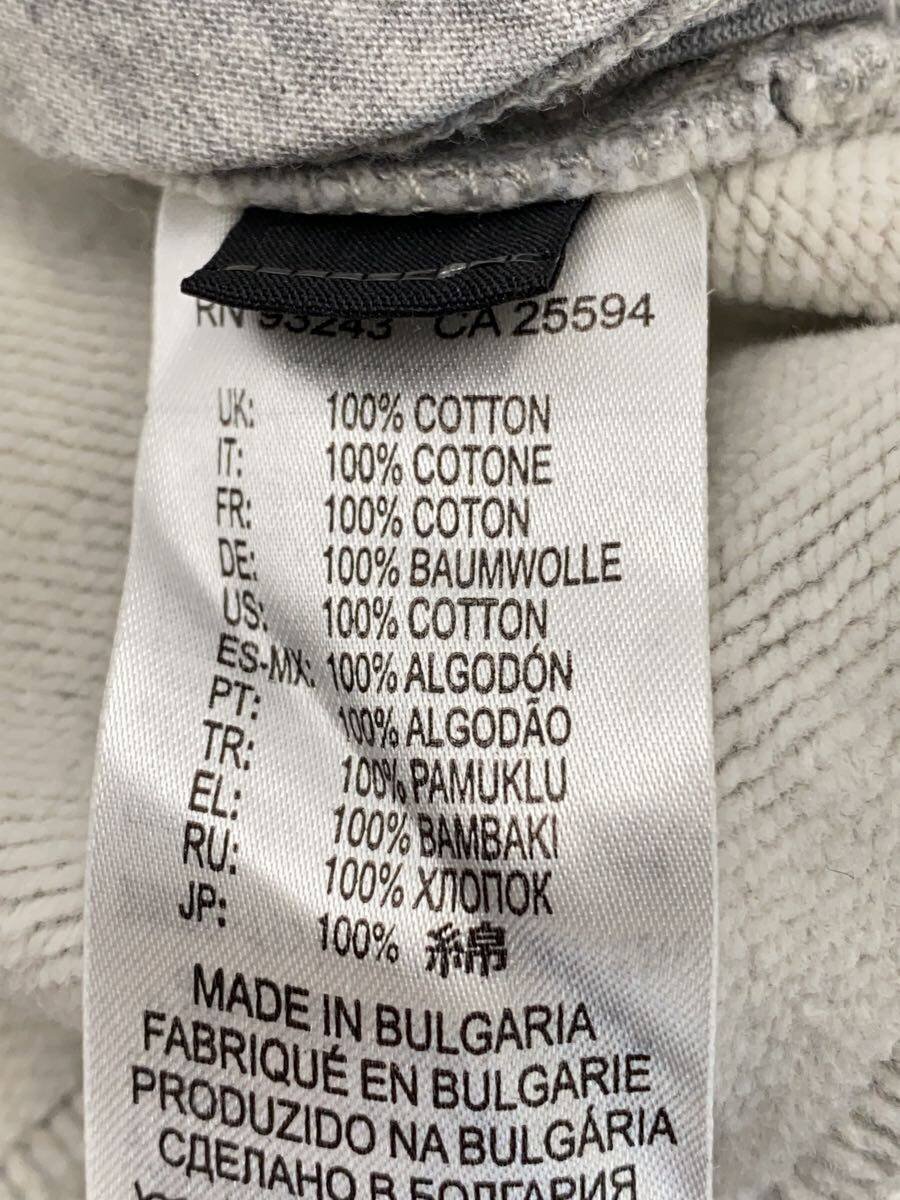 RN 93243 CA 25594
UK: 100% COTTON
IT: 100% COTONE
FR: 100% COTON
DE: 100% BAUMWOLLE
US: 100% COTTON
ES-MX: 100% ALGODÓN
PT: 100% ALGODÃO
TR: 100% PAMUKLU
EL: 100% BAMBAKI
RU: 100% ХЛОПОК
JP: 100% 綿
MADE IN BULGARIA
FABRIQUÉ EN BULGARIE
PRODUZIDO NA BULGÁRIA
СДЕЛАНО В БОЛГАРИЯ